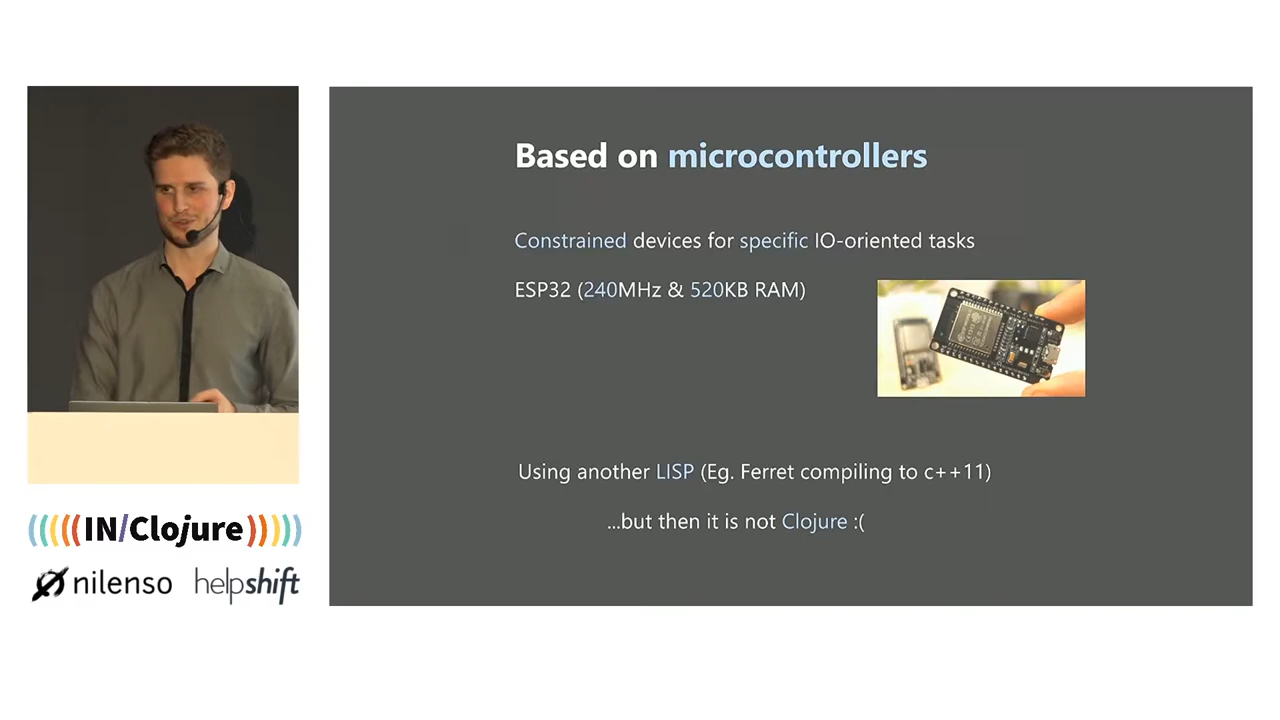 Based on microcontrollers
Constrained devices for specific IO-oriented tasks
ESP32 (240MHz & 520KB RAM)
Using another LISP (Eg. Ferret compiling to c++11)
...but then it is not Clojure :(
(((((IN/Clojure)))))
nilenso helpshift